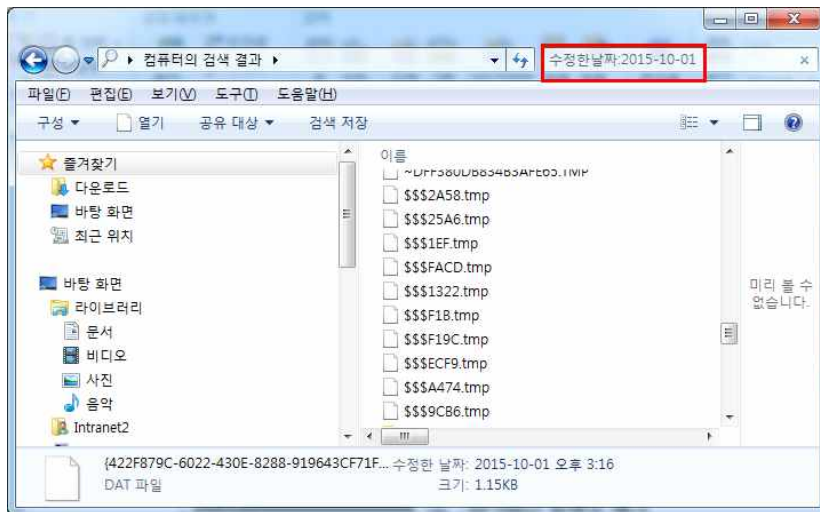 컴퓨터의 검색 결과
수정한날짜:2015-10-01
파일(F) 편집(E) 보기(V) 도구(T) 도움말(H)
구성 열기 공유 대상 검색 저장
즐겨찾기
다운로드
바탕 화면
최근 위치
바탕 화면
라이브러리
문서
비디오
사진
음악
Intranet2
이름
~DFF380DB834B3AFE65.TMP
$$$2A58.tmp
$$$25A6.tmp
$$$1EF.tmp
$$$FACD.tmp
$$$1322.tmp
$$$F1B.tmp
$$$F19C.tmp
$$$ECF9.tmp
$$$A474.tmp
$$$9CB6.tmp
미리 볼 수
없습니다.
{422F879C-6022-430E-8288-919643CF71F... 수정한 날짜: 2015-10-01 오후 3:16
DAT 파일 크기: 1.15KB